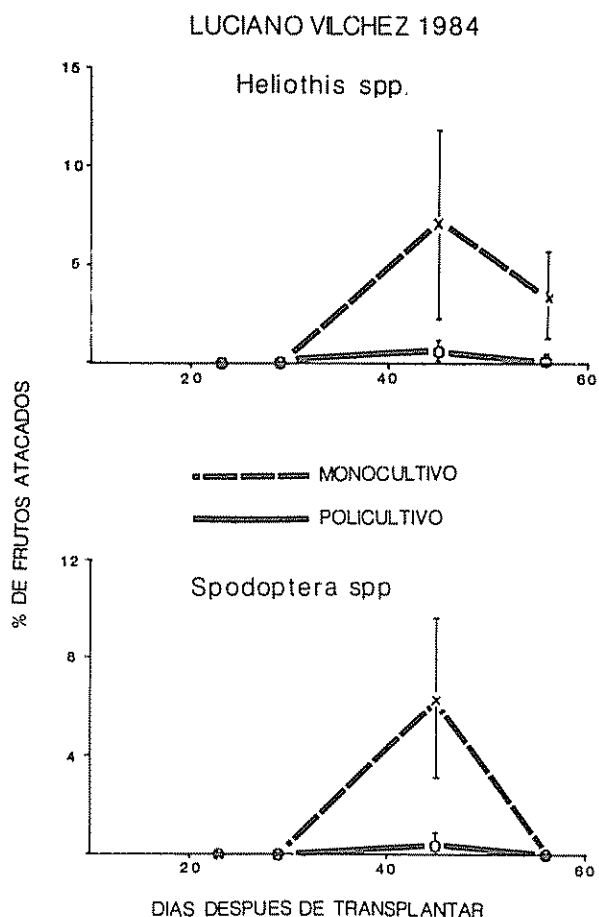 LUCIANO VILCHEZ 1984
Heliothis spp.
15
10
5
20 40 60
% DE FRUTOS ATACADOS
MONOCULTIVO
POLICULTIVO
Spodoptera spp
12
8
4
20 40 60
DIAS DESPUES DE TRANSPLANTAR